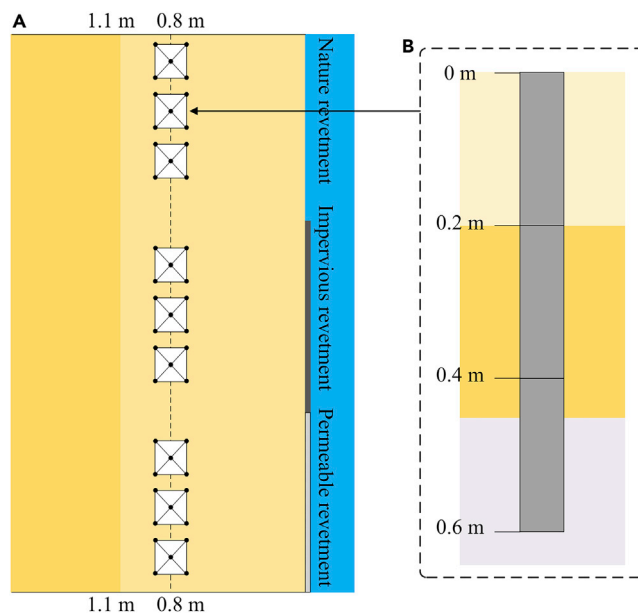 A
1.1 m
0.8 m
Nature revetment
Impervious revetment
Permeable revetment
1.1 m
0.8 m
B
0 m
0.2 m
0.4 m
0.6 m